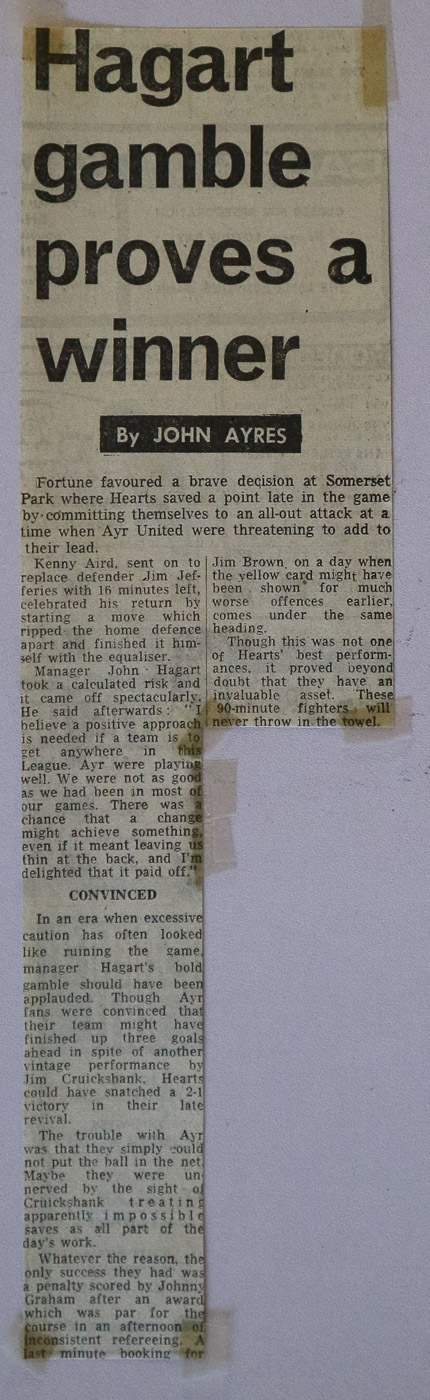 Hagart
gamble
proves a
winner
By JOHN AYRES
Fortune favoured a brave decision at Somerset
Park where Hearts saved a point late in the game
by committing themselves to an all-out attack at a
time when Ayr United were threatening to add to
their lead.
Kenny Aird, sent on to
replace defender Jim Jef-
feries with 16 minutes left,
celebrated his return by
starting a move which
ripped the home defence
apart and finished it him-
self with the equaliser.
Manager John Hagart
took a calculated risk and
it came off spectacularly.
He said afterwards: "I
believe a positive approach
is needed if a team is to
get anywhere in this
League. Ayr were playing
well. We were not as good
as we had been in most of
our games. There was a
chance that a change
might achieve something,
even if it meant leaving us
thin at the back, and I'm
delighted that it paid off."
CONVINCED
In an era when excessive
caution has often looked
like ruining the game,
manager Hagart's bold
gamble should have been
applauded. Though Ayr
fans were convinced that
their team might have
finished up three goals
ahead in spite of another
vintage performance by
Jim Cruickshank, Hearts
could have snatched a 2-1
victory in their late
revival.
The trouble with Ayr
was that they simply could
not put the ball in the net.
Maybe they were un-
nerved by the sight of
Cruickshank treating
apparently impossible
saves as all part of the
day's work.
Whatever the reason, the
only success they had was
a penalty scored by Johnny
Graham after an award
which was par for the
course in an afternoon of
inconsistent refereeing. A
last minute booking for
Jim Brown, on a day when
the yellow card might have
been shown for much
worse offences earlier,
comes under the same
heading.
Though this was not one
of Hearts' best perform-
ances, it proved beyond
doubt that they have an
invaluable asset. These
90-minute fighters will
never throw in the towel.